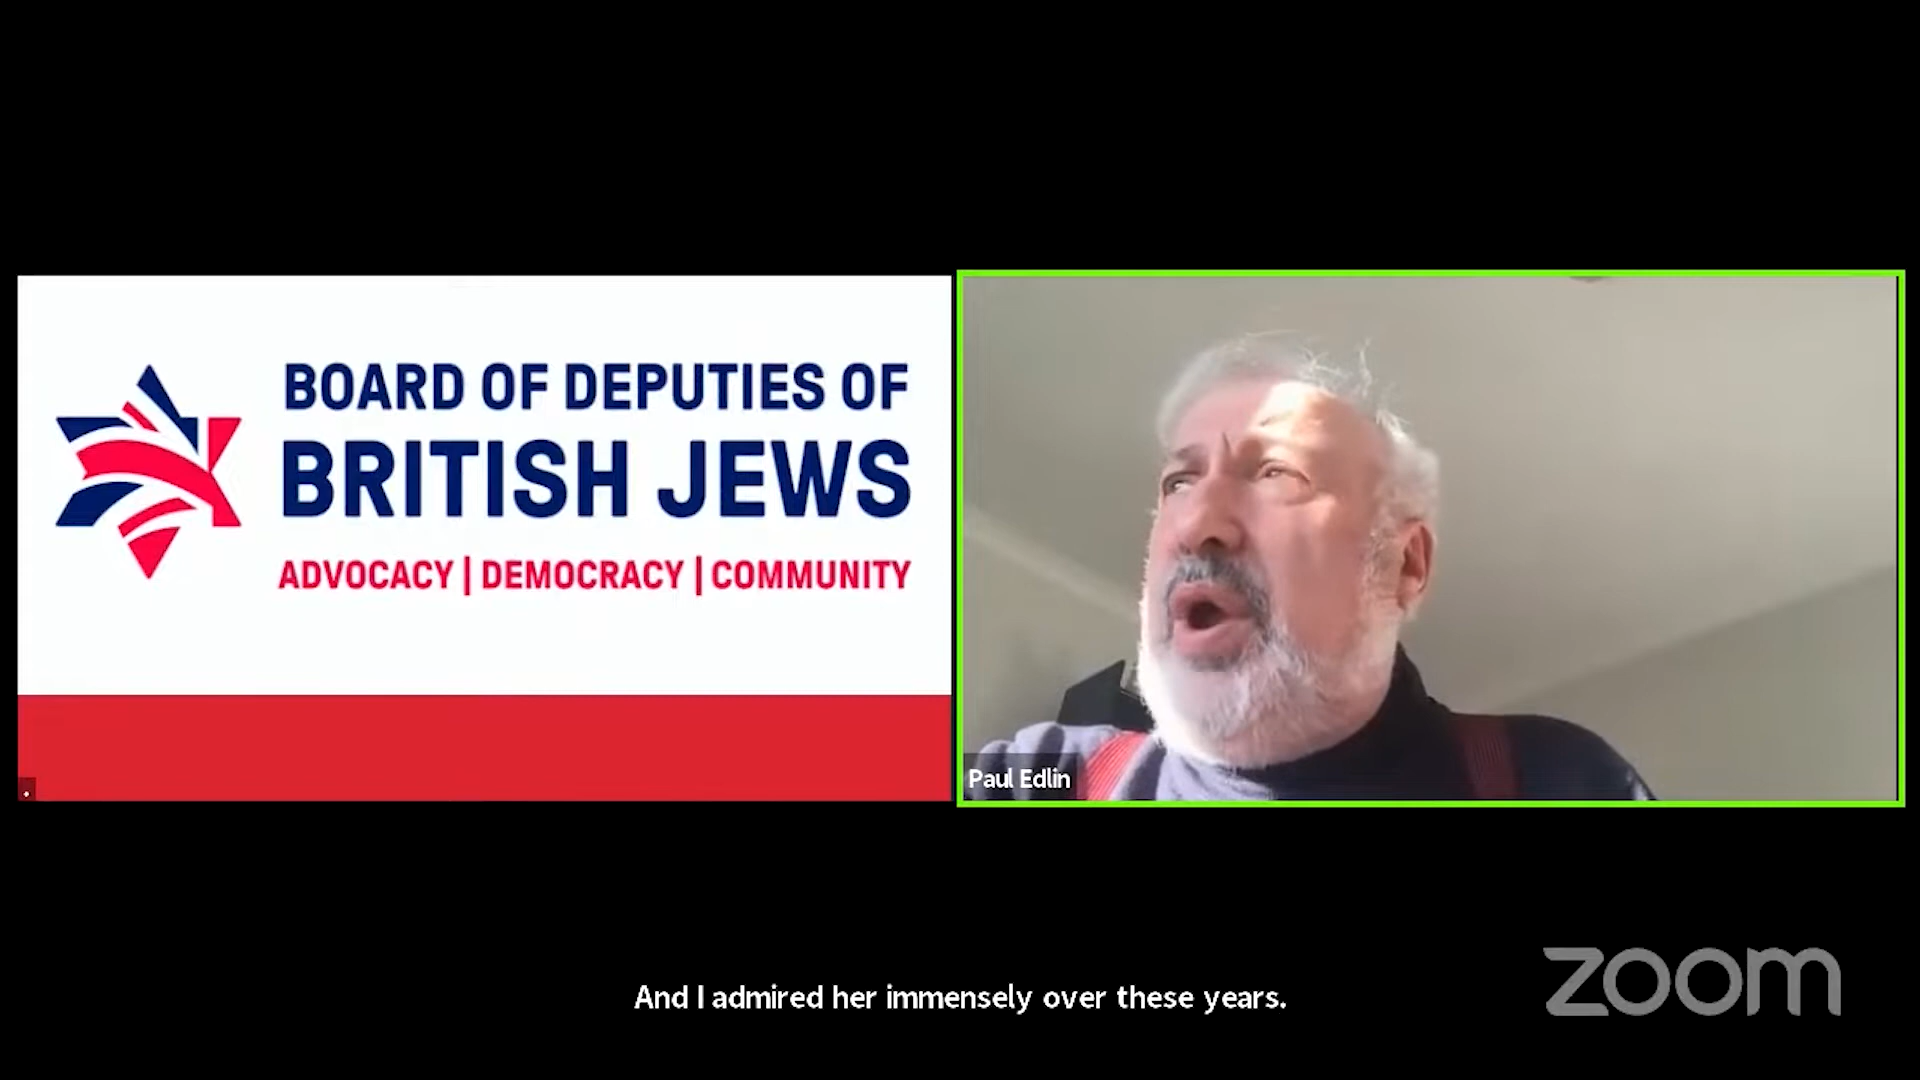 BOARD OF DEPUTIES OF
BRITISH JEWS
ADVOCACY | DEMOCRACY | COMMUNITY
Paul Edlin
And I admired her immensely over these years.
zoom